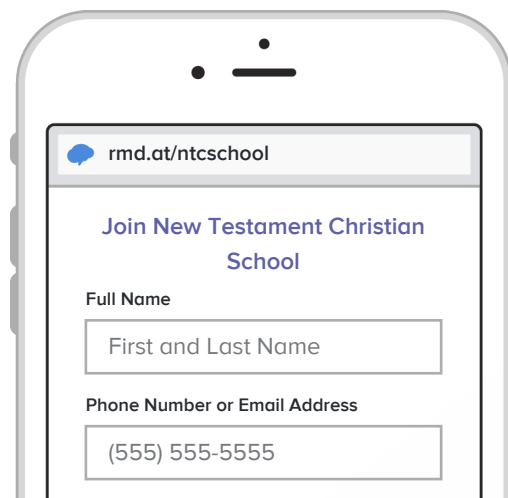 rmd.at/ntcschool
Join New Testament Christian
School
Full Name
First and Last Name
Phone Number or Email Address
(555) 555-5555